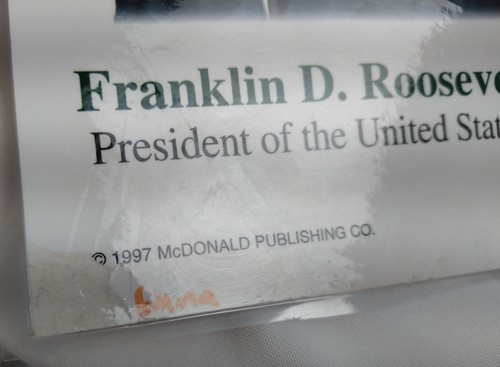 Franklin D. Roosev
President of the United Stat
© 1997 McDONALD PUBLISHING CO.